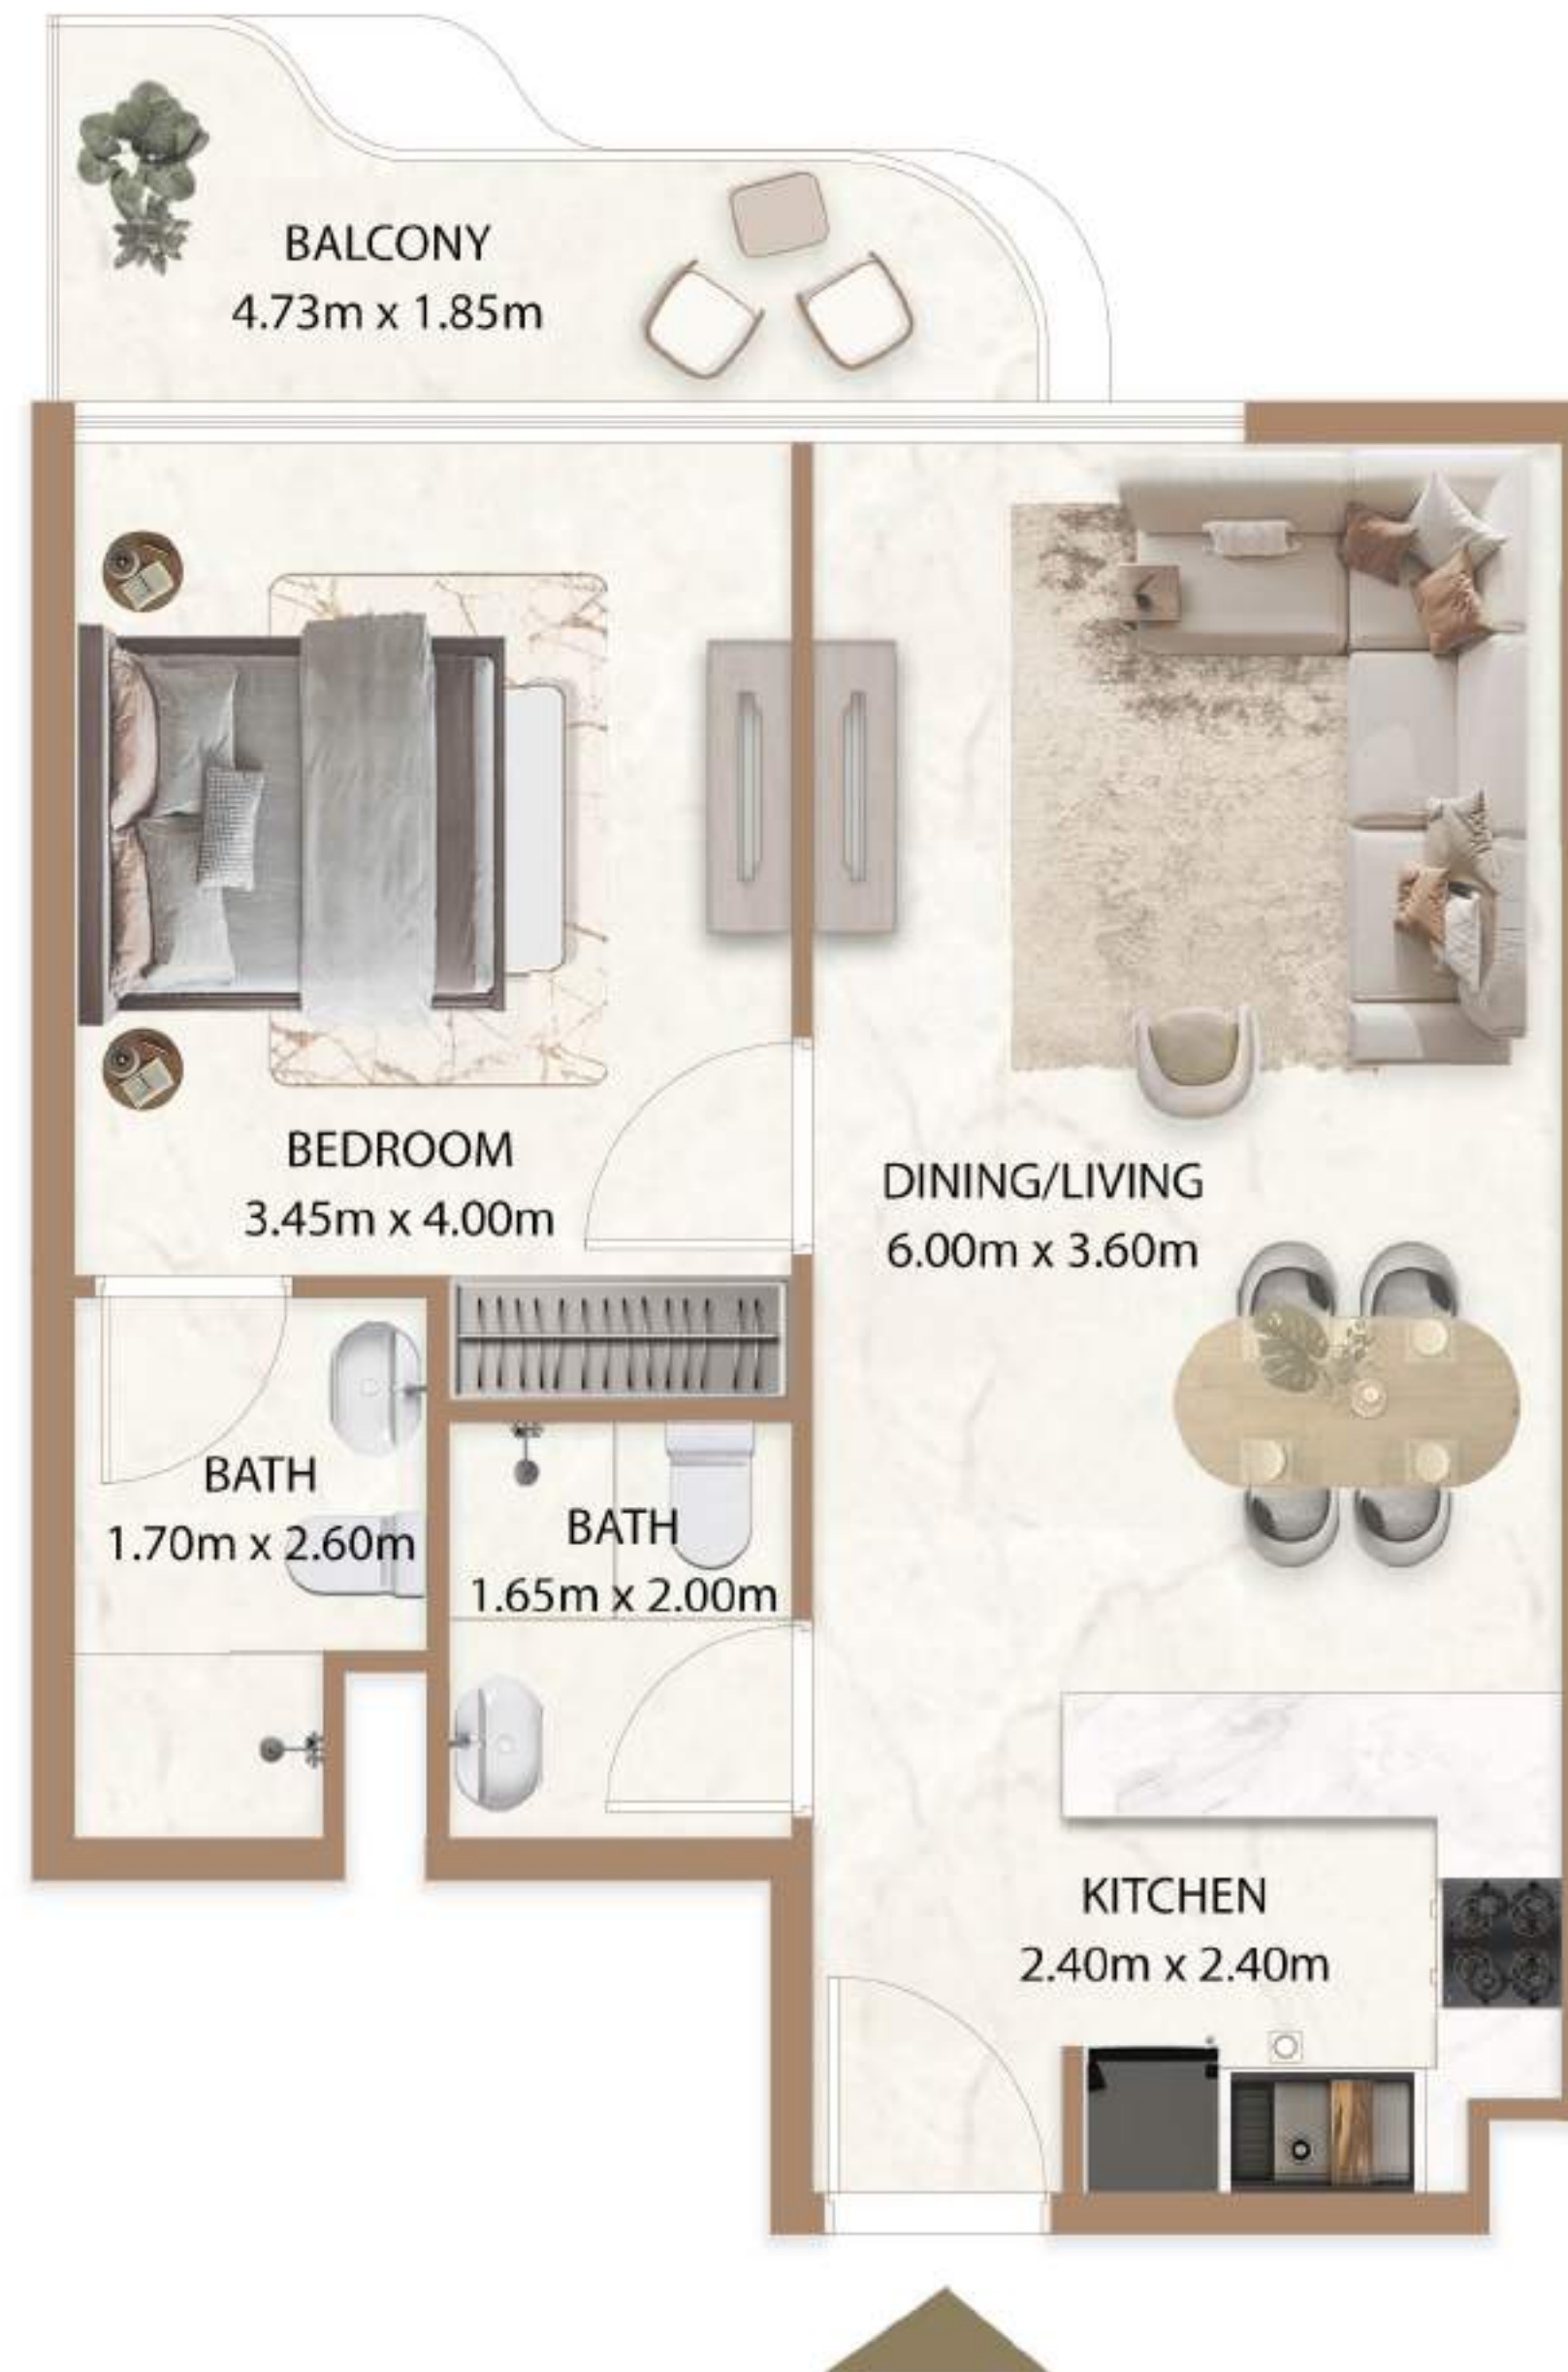 BALCONY
4.73m x 1.85m
BEDROOM
3.45m x 4.00m
DINING/LIVING
6.00m x 3.60m
BATH
1.70m x 2.60m
BATH
1.65m x 2.00m
KITCHEN
2.40m x 2.40m